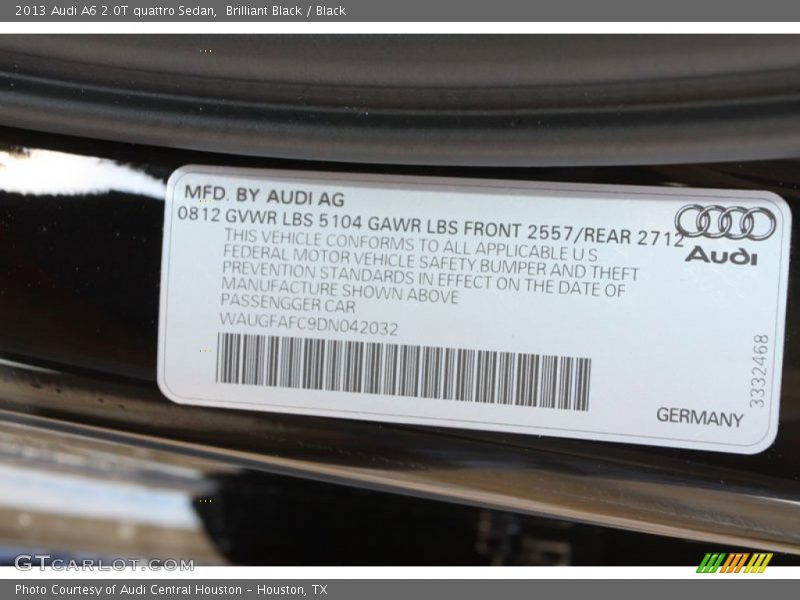 2013 Audi A6 2.0T quattro Sedan,  Brilliant Black / Black
MFD. BY AUDI AG
0812 GVWR LBS 5104 GAWR LBS FRONT 2557/REAR 2712
THIS VEHICLE CONFORMS TO ALL APPLICABLE U S
FEDERAL MOTOR VEHICLE SAFETY,BUMPER AND THEFT
PREVENTION STANDARDS IN EFFECT ON THE DATE OF
MANUFACTURE SHOWN ABOVE
PASSENGGER CAR
WAUGFAFC9DN042032
Audi
3332468
GERMANY
GTCARLOT.COM
Photo Courtesy of Audi Central Houston - Houston, TX